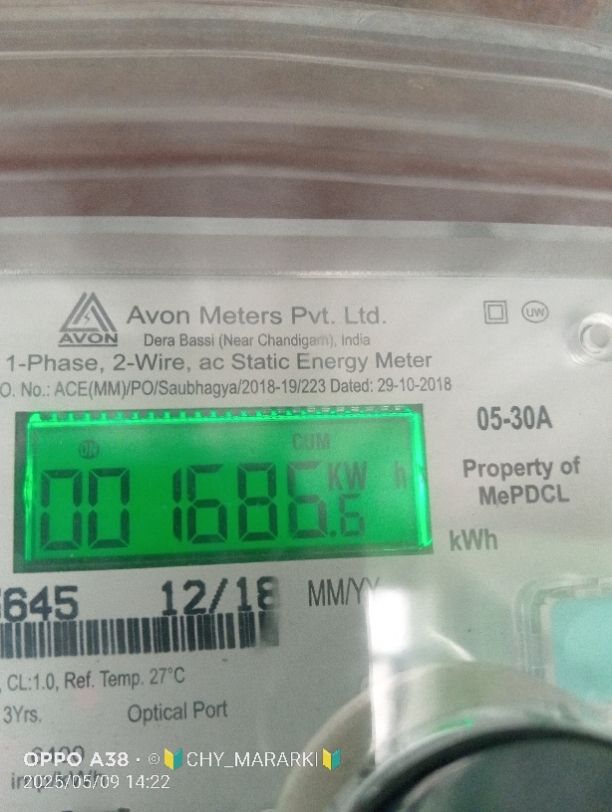 Avon Meters Pvt. Ltd.
AVON
Dera Bassi (Near Chandigarh), India
1-Phase, 2-Wire, ac Static Energy Meter
O. No.: ACE(MM)/PO/Saubhagya/2018-19/223 Dated: 29-10-2018
UW
05-30A
ON CUM
001686.6 KW h
Property of
MePDCL
kWh
645 12/18 MM/YY
CL:1.0, Ref. Temp. 27°C
3Yrs. Optical Port
OPPO A38 · ©🔰CHY_MARARKI🔰
2025/05/09 14:22